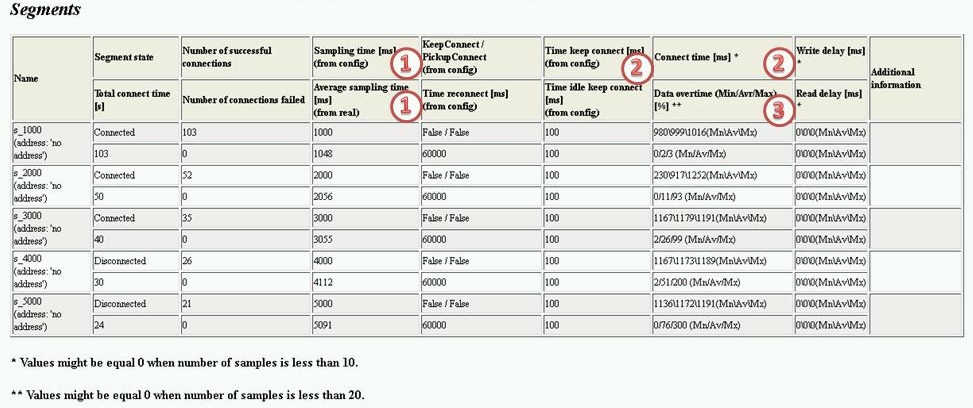 Segments
Name
Segment state
Number of successful connections
Sampling time [ms] (from config)
1
KeepConnect / PickupConnect (from config)
Time keep connect [ms] (from config)
2
Connect time [ms] *
2
Write delay [ms] *
Additional information
Total connect time [s]
Number of connections failed
Average sampling time [ms] (from real)
1
Time reconnect [ms] (from config)
Time idle keep connect [ms] (from config)
Data overtime (Min/Avr/Max) [%] **
3
Read delay [ms] *
s_1000 (address: 'no address')
Connected 103 1000 False / False 100 980\999\1016(Mn\Av\Mx) 0\0\0(Mn\Av\Mx)
103 0 1048 60000 100 0/2/3 (Mn/Av/Mx) 0\0\0(Mn\Av\Mx)
s_2000 (address: 'no address')
Connected 52 2000 False / False 100 230\917\1252(Mn\Av\Mx) 0\0\0(Mn\Av\Mx)
50 0 2056 60000 100 0/11/93 (Mn/Av/Mx) 0\0\0(Mn\Av\Mx)
s_3000 (address: 'no address')
Connected 35 3000 False / False 100 1167\1179\1191(Mn\Av\Mx) 0\0\0(Mn\Av\Mx)
40 0 3055 60000 100 2/26/99 (Mn/Av/Mx) 0\0\0(Mn\Av\Mx)
s_4000 (address: 'no address')
Disconnected 26 4000 False / False 100 1167\1173\1189(Mn\Av\Mx) 0\0\0(Mn\Av\Mx)
30 0 4112 60000 100 2/51/200 (Mn/Av/Mx) 0\0\0(Mn\Av\Mx)
s_5000 (address: 'no address')
Disconnected 21 5000 False / False 100 1136\1172\1191(Mn\Av\Mx) 0\0\0(Mn\Av\Mx)
24 0 5091 60000 100 0/76/300 (Mn/Av/Mx) 0\0\0(Mn\Av\Mx)
* Values might be equal 0 when number of samples is less than 10.
** Values might be equal 0 when number of samples is less than 20.